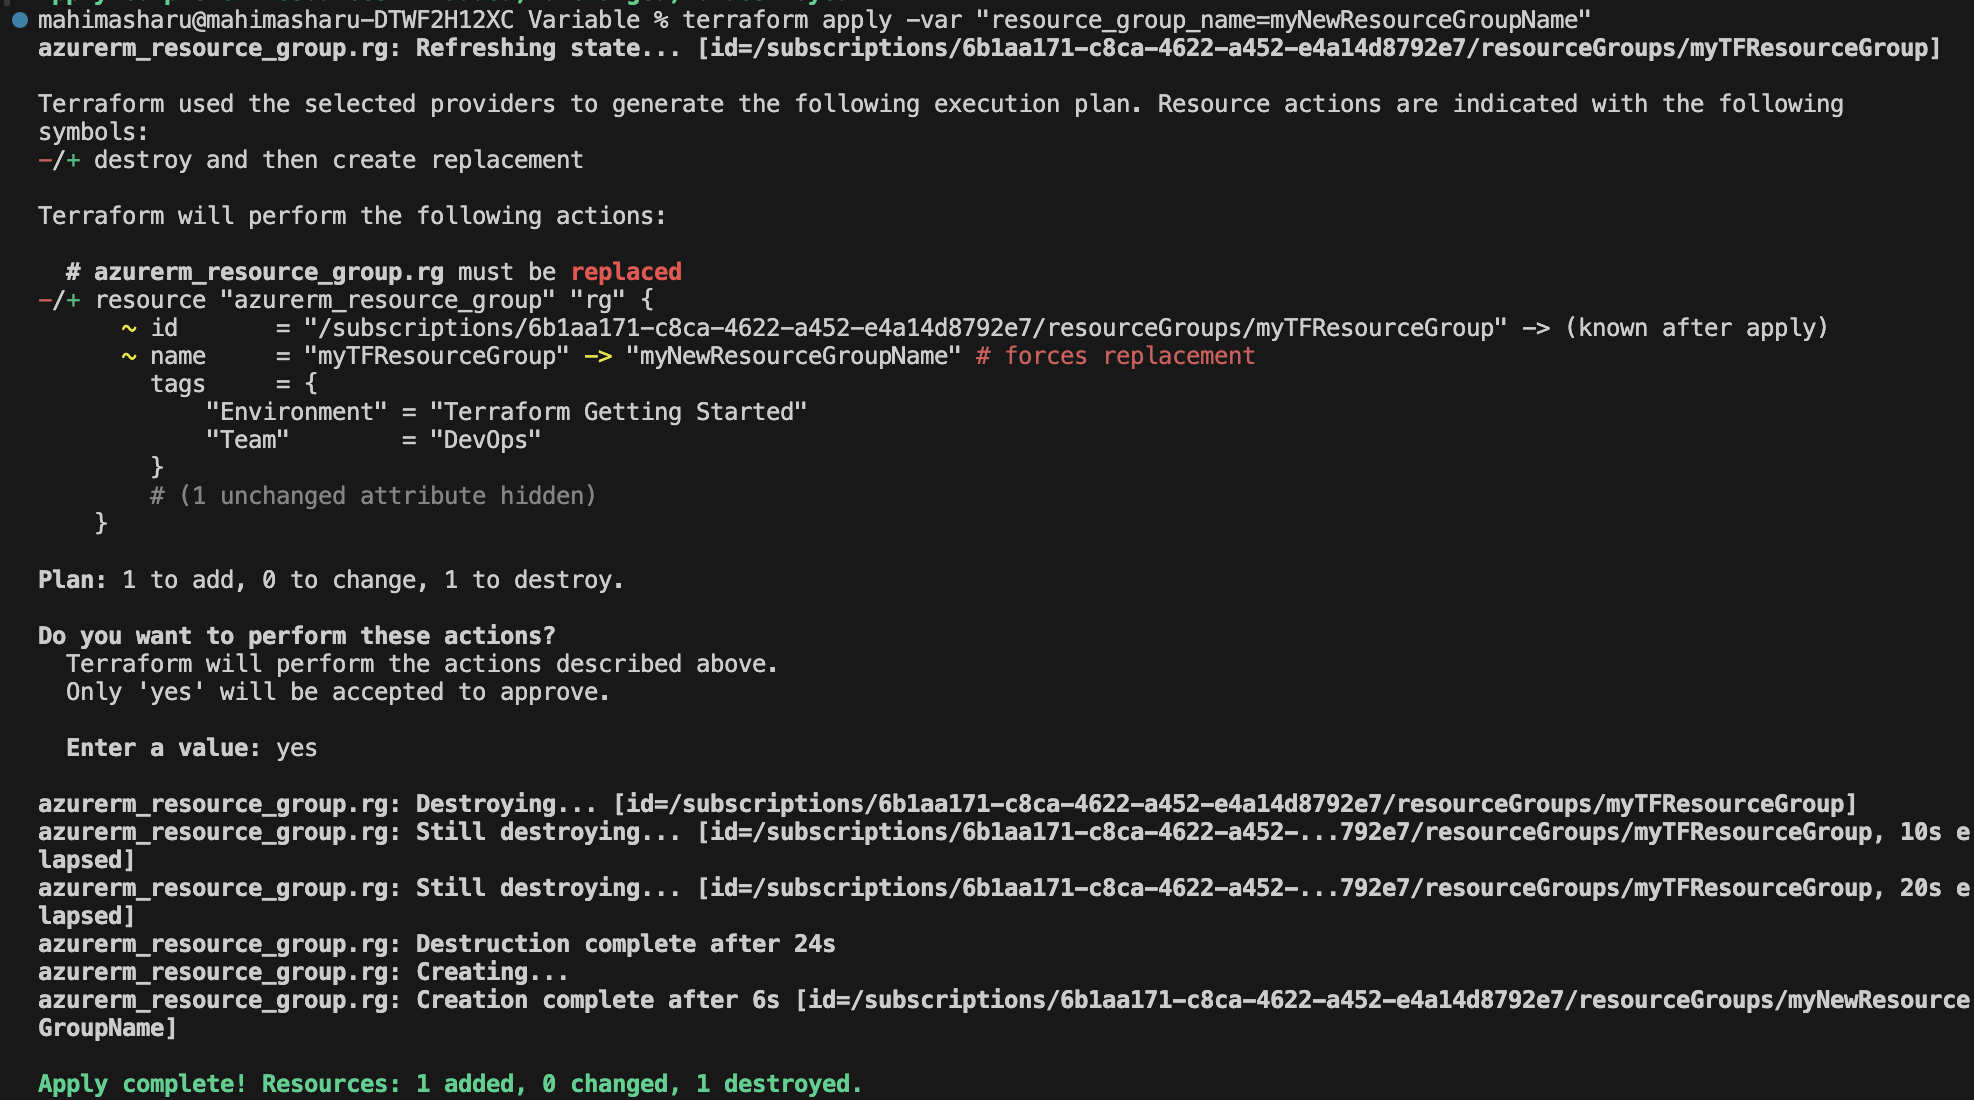 mahimasharu@mahimasharu-DTWF2H12XC Variable % terraform apply -var "resource_group_name=myNewResourceGroupName"
azurerm_resource_group.rg: Refreshing state... [id=/subscriptions/6b1aa171-c8ca-4622-a452-e4a14d8792e7/resourceGroups/myTFResourceGroup]
Terraform used the selected providers to generate the following execution plan. Resource actions are indicated with the following
symbols:
-/+ destroy and then create replacement
Terraform will perform the following actions:
# azurerm_resource_group.rg must be replaced
-/+ resource "azurerm_resource_group" "rg" {
~ id       = "/subscriptions/6b1aa171-c8ca-4622-a452-e4a14d8792e7/resourceGroups/myTFResourceGroup" -> (known after apply)
~ name     = "myTFResourceGroup" -> "myNewResourceGroupName" # forces replacement
tags     = {
"Environment" = "Terraform Getting Started"
"Team"        = "DevOps"
}
# (1 unchanged attribute hidden)
}
Plan: 1 to add, 0 to change, 1 to destroy.
Do you want to perform these actions?
Terraform will perform the actions described above.
Only 'yes' will be accepted to approve.
Enter a value: yes
azurerm_resource_group.rg: Destroying... [id=/subscriptions/6b1aa171-c8ca-4622-a452-e4a14d8792e7/resourceGroups/myTFResourceGroup]
azurerm_resource_group.rg: Still destroying... [id=/subscriptions/6b1aa171-c8ca-4622-a452-...792e7/resourceGroups/myTFResourceGroup, 10s e
lapsed]
azurerm_resource_group.rg: Still destroying... [id=/subscriptions/6b1aa171-c8ca-4622-a452-...792e7/resourceGroups/myTFResourceGroup, 20s e
lapsed]
azurerm_resource_group.rg: Destruction complete after 24s
azurerm_resource_group.rg: Creating...
azurerm_resource_group.rg: Creation complete after 6s [id=/subscriptions/6b1aa171-c8ca-4622-a452-e4a14d8792e7/resourceGroups/myNewResource
GroupName]
Apply complete! Resources: 1 added, 0 changed, 1 destroyed.